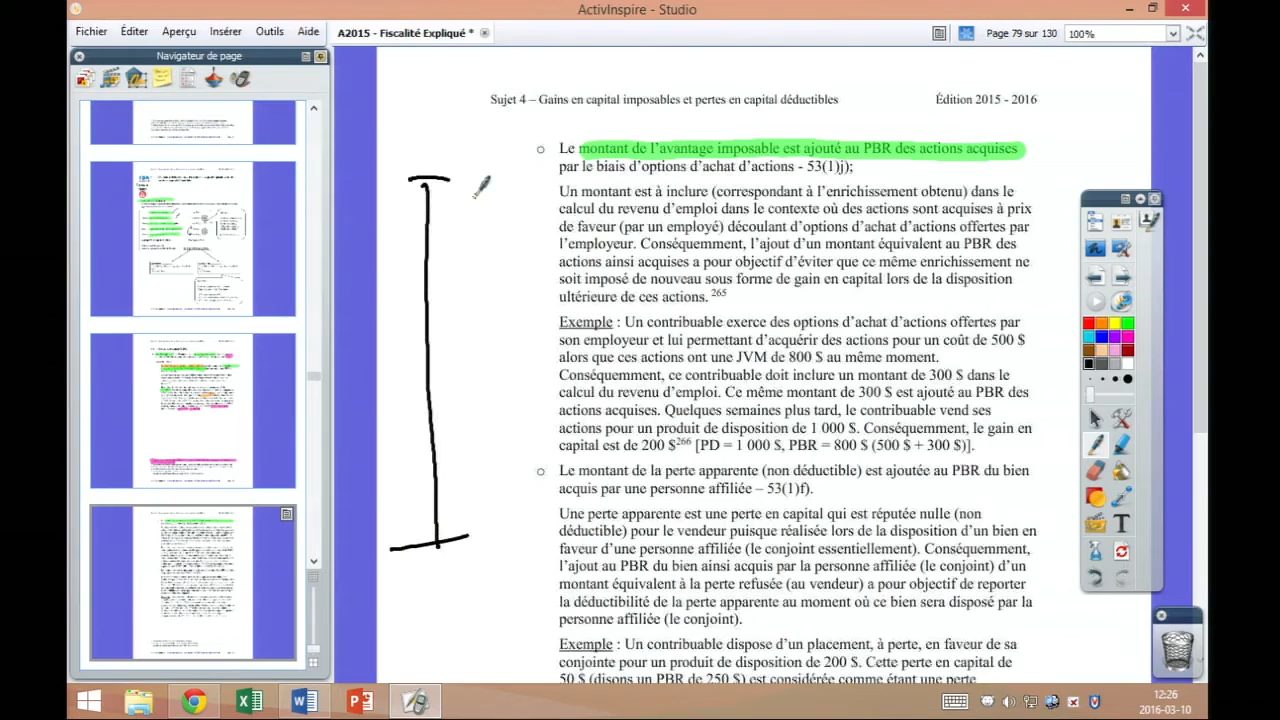 ActivInspire - Studio
Fichier Éditer Aperçu Insérer Outils Aide
A2015 - Fiscalité Expliqué *
Page 79 sur 130
100%
Navigateur de page
Sujet 4 – Gains en capital imposables et pertes en capital déductibles Édition 2015 - 2016
o Le montant de l’avantage imposable est ajouté au PBR des actions acquises
par le biais d’options d’achat d’actions - 53(1)j);
Un montant est à inclure (correspondant à l’enrichissement obtenu) dans le
calcul du revenu d’emploi dans un contexte où des actions sont acquises à prix
de faveur (par un employé) découlant d’options d’achat d’actions offertes par
l’employeur. Conséquemment, l’ajout d’un montant équivalent au PBR des
actions ainsi acquises a pour objectif d’éviter que ce même enrichissement ne
soit imposé à nouveau sous forme de gain en capital lors de la disposition
ultérieure de ces actions. 265
Exemple : Un contribuable exerce des options d’achat d’actions offertes par
son employeur et lui permettant d’acquérir des actions pour un coût de 500 $
alors que ces actions ont une JVM de 800 $ au même moment.
Conséquemment, ce contribuable doit inclure un montant de 300 $ dans le
calcul du revenu d’emploi. Ce même montant de 300 $ est ajouté au PBR des
actions acquises. Quelques semaines plus tard, le contribuable vend ses
actions pour un produit de disposition de 1 000 $. Conséquemment, le gain en
capital est de 200 $266 [PD = 1 000 $, PBR = 800 $ (500 $ + 300 $)].
o Le montant de la perte apparente (non déductible) est ajoutée au PBR du bien
acquis par une personne affiliée – 53(1)f).
Une perte apparente est une perte en capital qui est réputée nulle (non
déductible) pour le vendeur puisque réalisée lors de la disposition d’un bien en
faveur d’une personne affiliée (le conjoint essentiellement). Conséquemment,
l’ajout au PBR du bien ainsi acquis par la personne affiliée (le conjoint) d’un
montant équivalent à la perte refusée (au vendeur) a pour objectif de reporter
la déduction de la perte apparente au moment où le bien sera disposé par la
personne affiliée (le conjoint).
Exemple : Un contribuable dispose d’un placement, à perte, en faveur de sa
conjointe pour un produit de disposition de 200 $. Cette perte en capital de
50 $ (disons un PBR de 250 $) est considérée comme étant une perte
12:26
2016-03-10